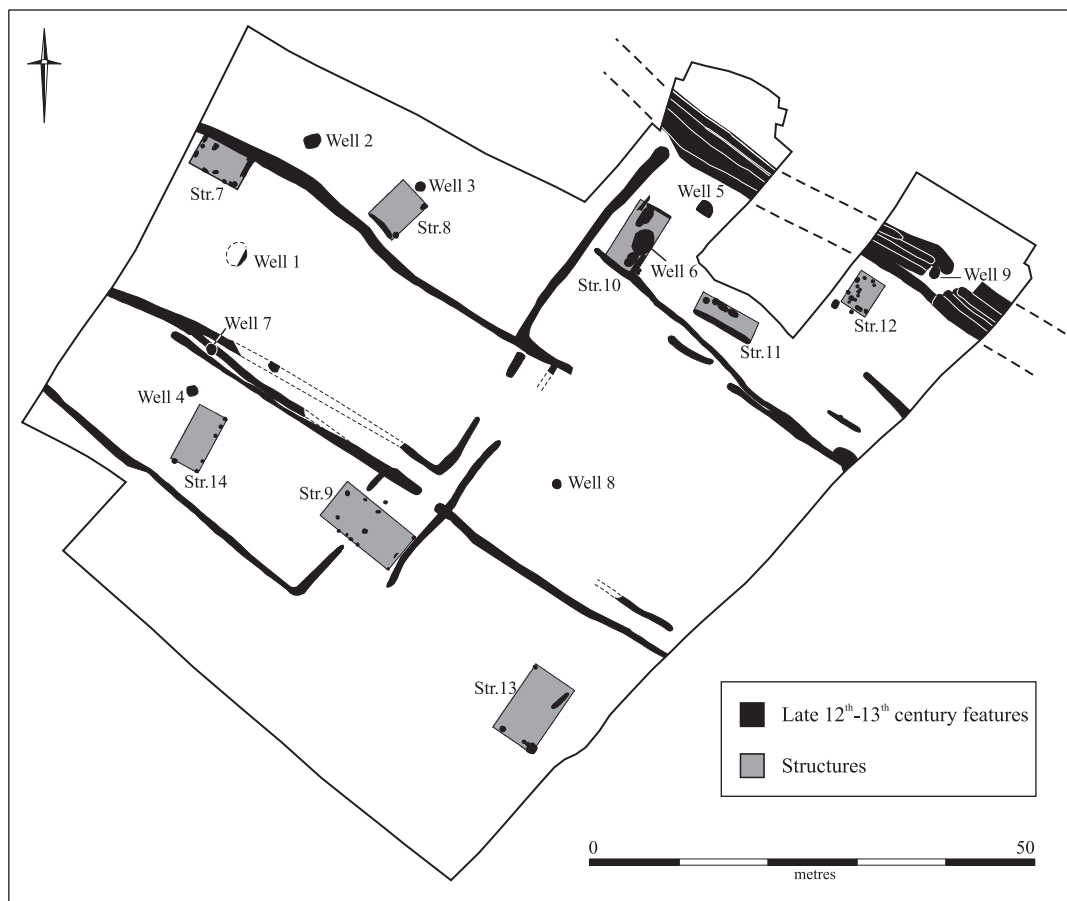 Well 2
Well 3
Str.7
Str.8
Well 5
Well 1
Well 6
Str.10
Well 9
Str.12
Str.11
Well 7
Well 4
Str.14
Str.9
Well 8
Str.13
Late 12th-13th century features
Structures
0 50
metres